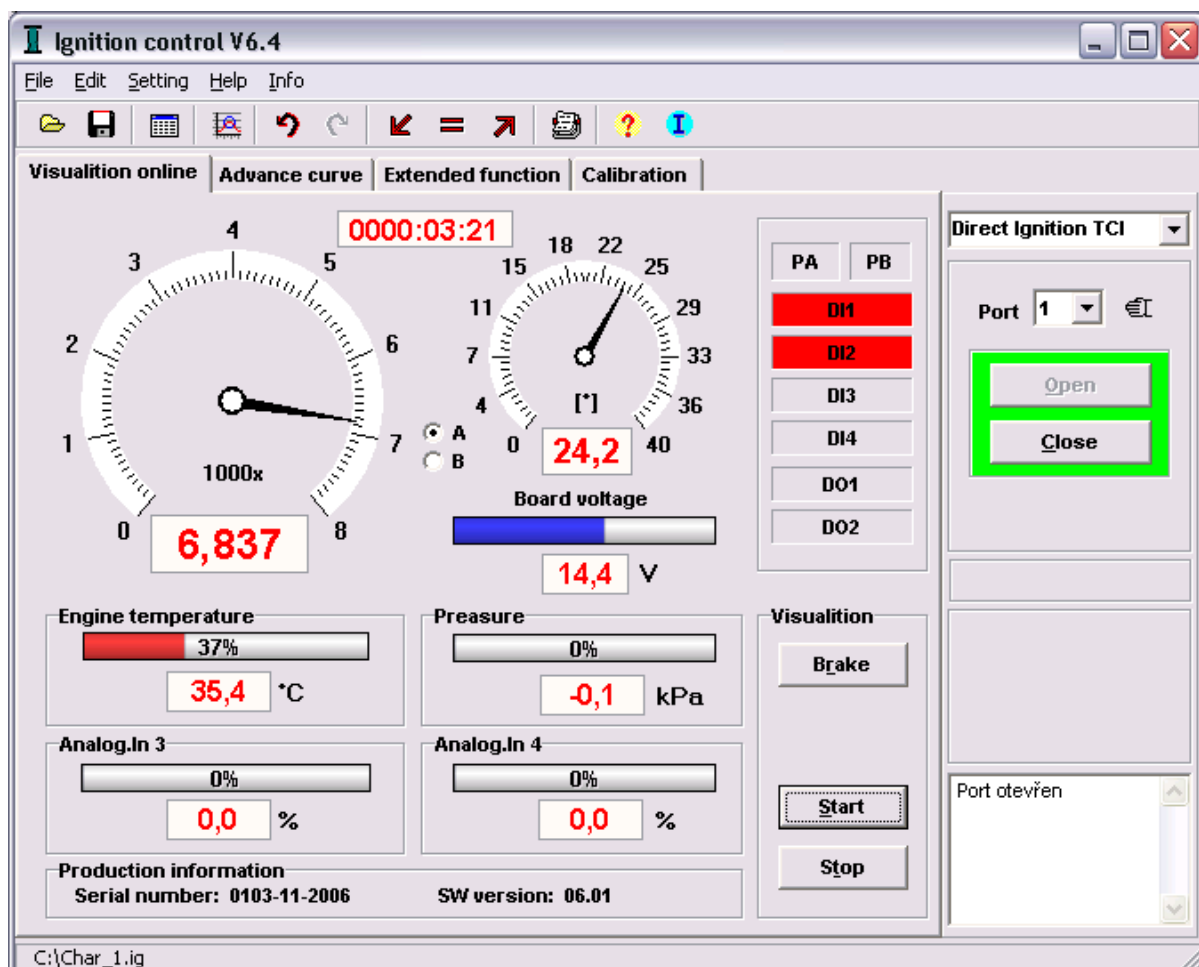 Ignition control V6.4
File Edit Setting Help Info
Visualition online Advance curve Extended function Calibration
0000:03:21
0 1 2 3 4 5 6 7 8
1000x
6,837
0 4 7 11 15 18 22 25 29 33 36 40
[°]
24,2
A
B
Board voltage
14,4 V
PA PB
DI1
DI2
DI3
DI4
DO1
DO2
Engine temperature
37%
35,4 °C
Preasure
0%
-0,1 kPa
Analog.In 3
0%
0,0 %
Analog.In 4
0%
0,0 %
Visualition
Brake
Start
Stop
Production information
Serial number: 0103-11-2006 SW version: 06.01
Direct Ignition TCI
Port 1
Open
Close
Port otevřen
C:\Char_1.ig